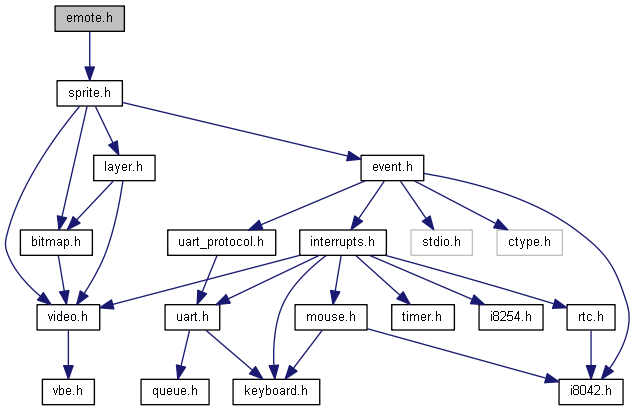 emote.h
sprite.h
layer.h
event.h
bitmap.h
uart_protocol.h
interrupts.h
stdio.h
ctype.h
video.h
uart.h
mouse.h
timer.h
i8254.h
rtc.h
vbe.h
queue.h
keyboard.h
i8042.h